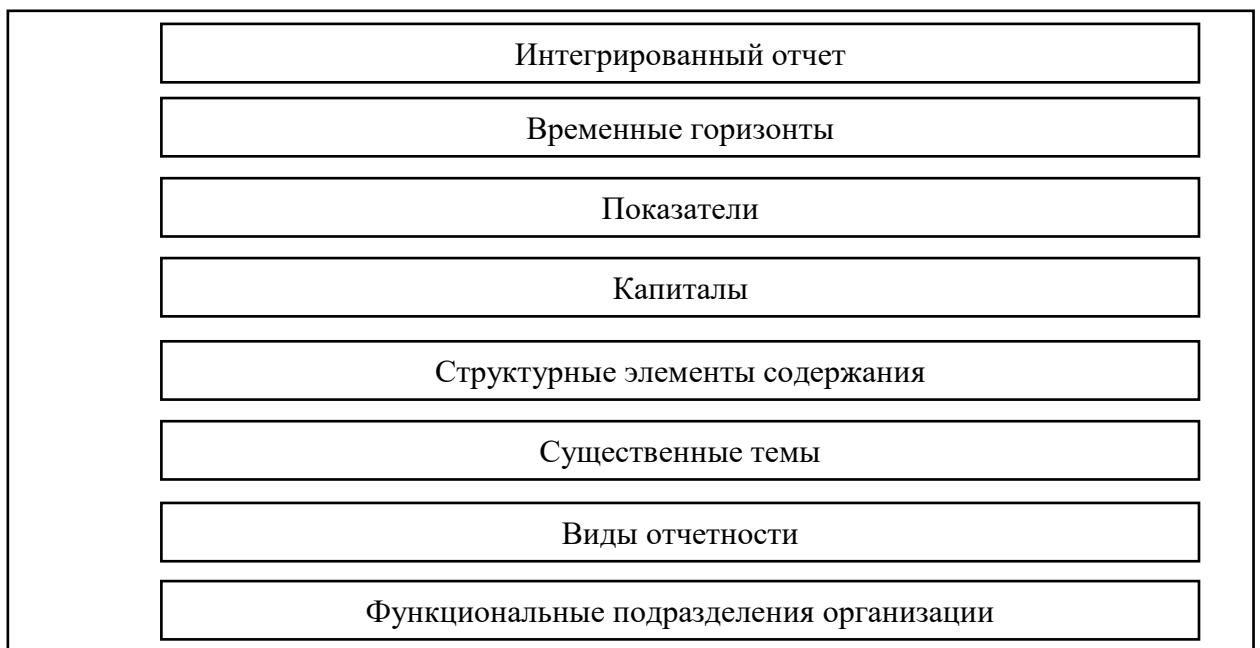 Интегрированный отчет
Временные горизонты
Показатели
Капиталы
Структурные элементы содержания
Существенные темы
Виды отчетности
Функциональные подразделения организации